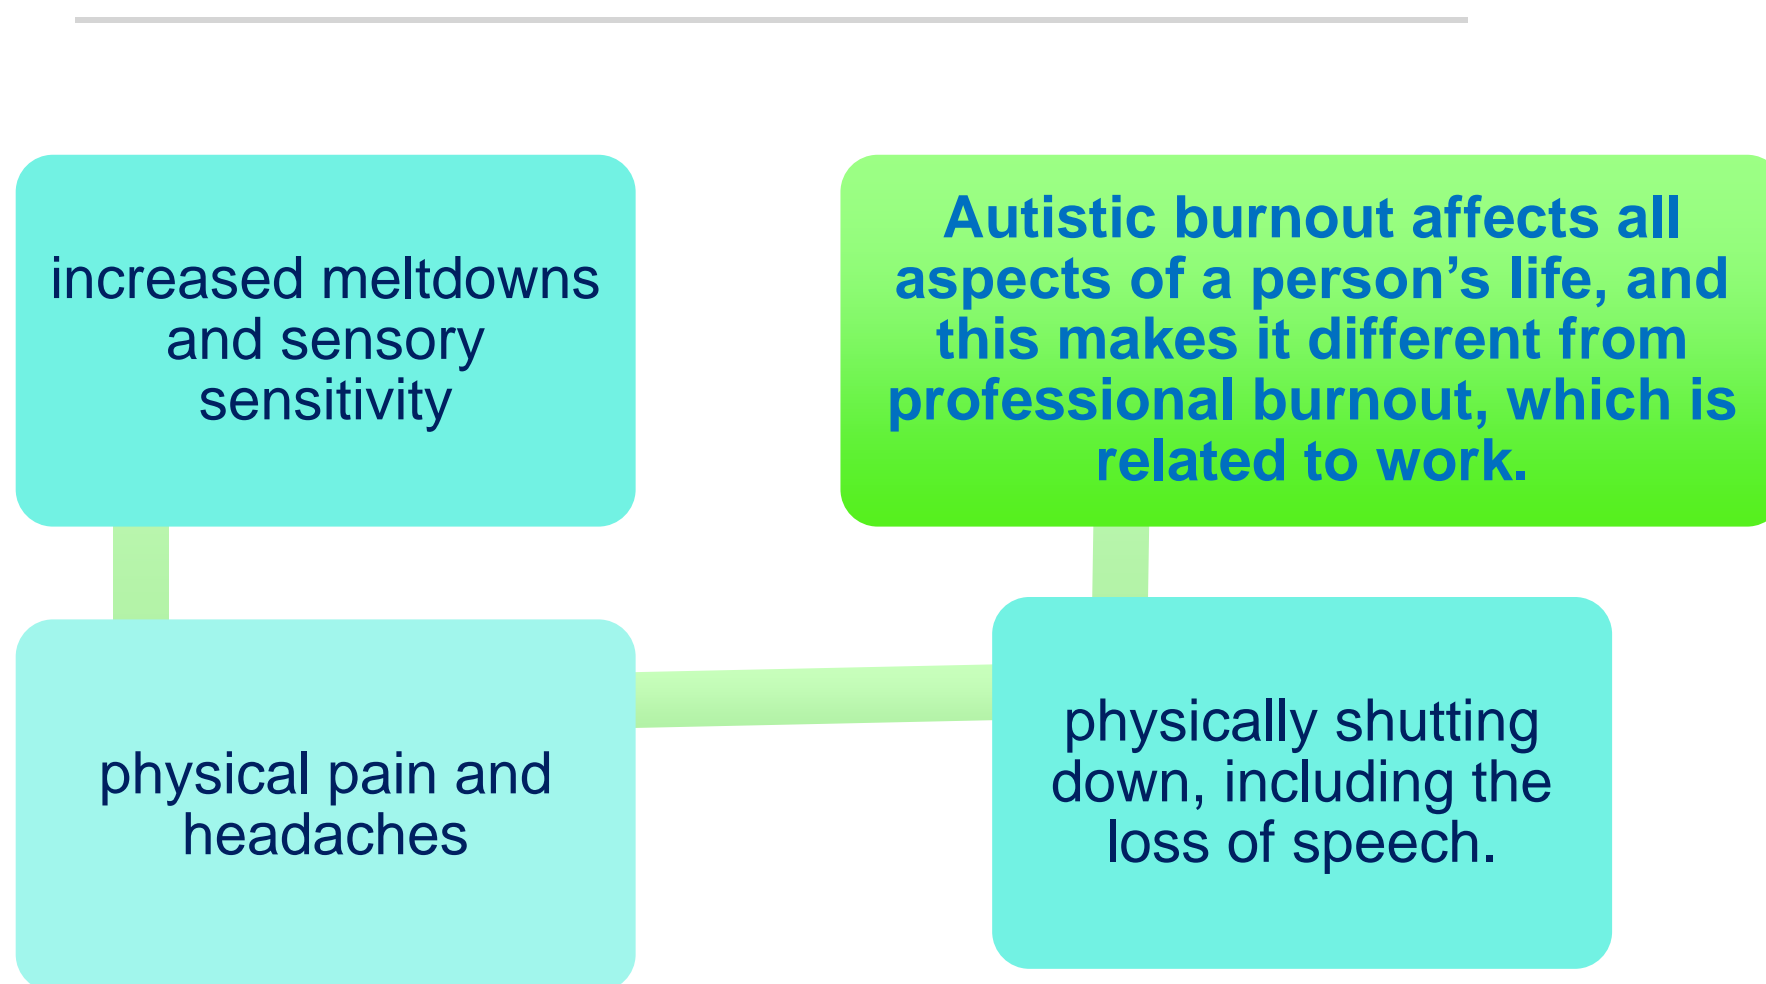 increased meltdowns
and sensory
sensitivity
physical pain and
headaches
physically shutting
down, including the
loss of speech.
Autistic burnout affects all
aspects of a person’s life, and
this makes it different from
professional burnout, which is
related to work.